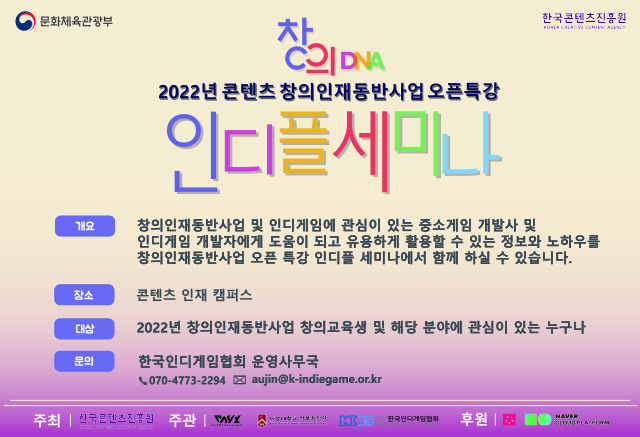 문화체육관광부
한국콘텐츠진흥원
KOREA CREATIVE CONTENT AGENCY
창의 DNA
2022년 콘텐츠 창의인재동반사업 오픈특강
인디플세미나
개요
창의인재동반사업 및 인디게임에 관심이 있는 중소게임 개발사 및
인디게임 개발자에게 도움이 되고 유용하게 활용할 수 있는 정보와 노하우를
창의인재동반사업 오픈 특강 인디플 세미나에서 함께 하실 수 있습니다.
장소
콘텐츠 인재 캠퍼스
대상
2022년 창의인재동반사업 창의교육생 및 해당 분야에 관심이 있는 누구나
문의
한국인디게임협회 운영사무국
070-4773-2294 aujin@k-indiegame.or.kr
주최 | 한국콘텐츠진흥원 주관 | 한국인디게임협회 후원 | NAVER
CLOUD PLATFORM